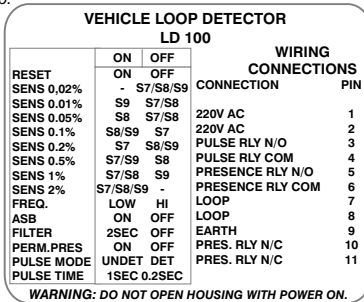 VEHICLE LOOP DETECTOR
LD 100
ON OFF
RESET ON OFF
SENS 0,02% - S7/S8/S9
SENS 0.01% S9 S7/S8
SENS 0.05% S8 S7/S8
SENS 0.1% S8/S9 S7
SENS 0.2% S7 S8/S9
SENS 0.5% S7/S9 S8
SENS 1% S7/S8 S9
SENS 2% S7/S8/S9 -
FREQ. LOW HI
ASB ON OFF
FILTER 2SEC OFF
PERM.PRES ON OFF
PULSE MODE UNDET DET
PULSE TIME 1SEC 0.2SEC
WIRING
CONNECTIONS
CONNECTION PIN
220V AC 1
220V AC 2
PULSE RLY N/O 3
PULSE RLY COM 4
PRESENCE RLY N/O 5
PRESENCE RLY COM 6
LOOP 7
LOOP 8
EARTH 9
PRES. RLY N/C 10
PRES. RLY N/C 11
WARNING: DO NOT OPEN HOUSING WITH POWER ON.